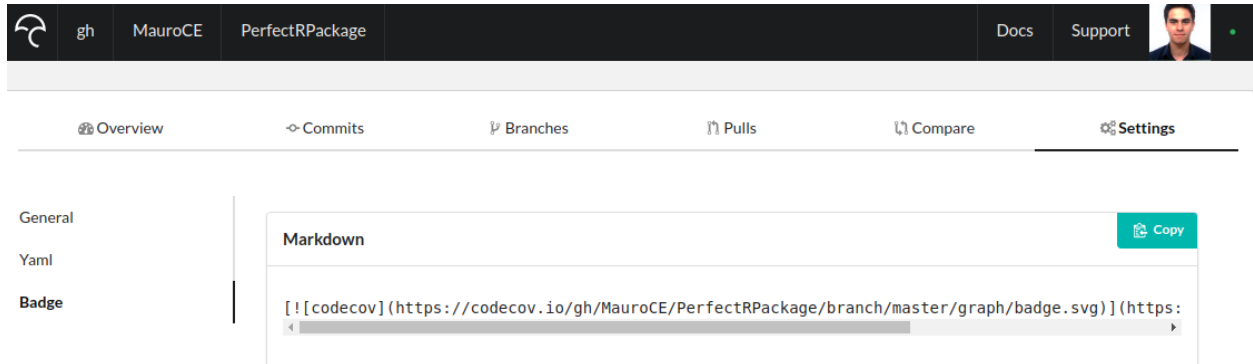 gh MauroCE PerfectRPackage Docs Support
Overview Commits Branches Pulls Compare Settings
General
Yaml
Badge
Markdown
Copy
[![codecov](https://codecov.io/gh/MauroCE/PerfectRPackage/branch/master/graph/badge.svg)](https: